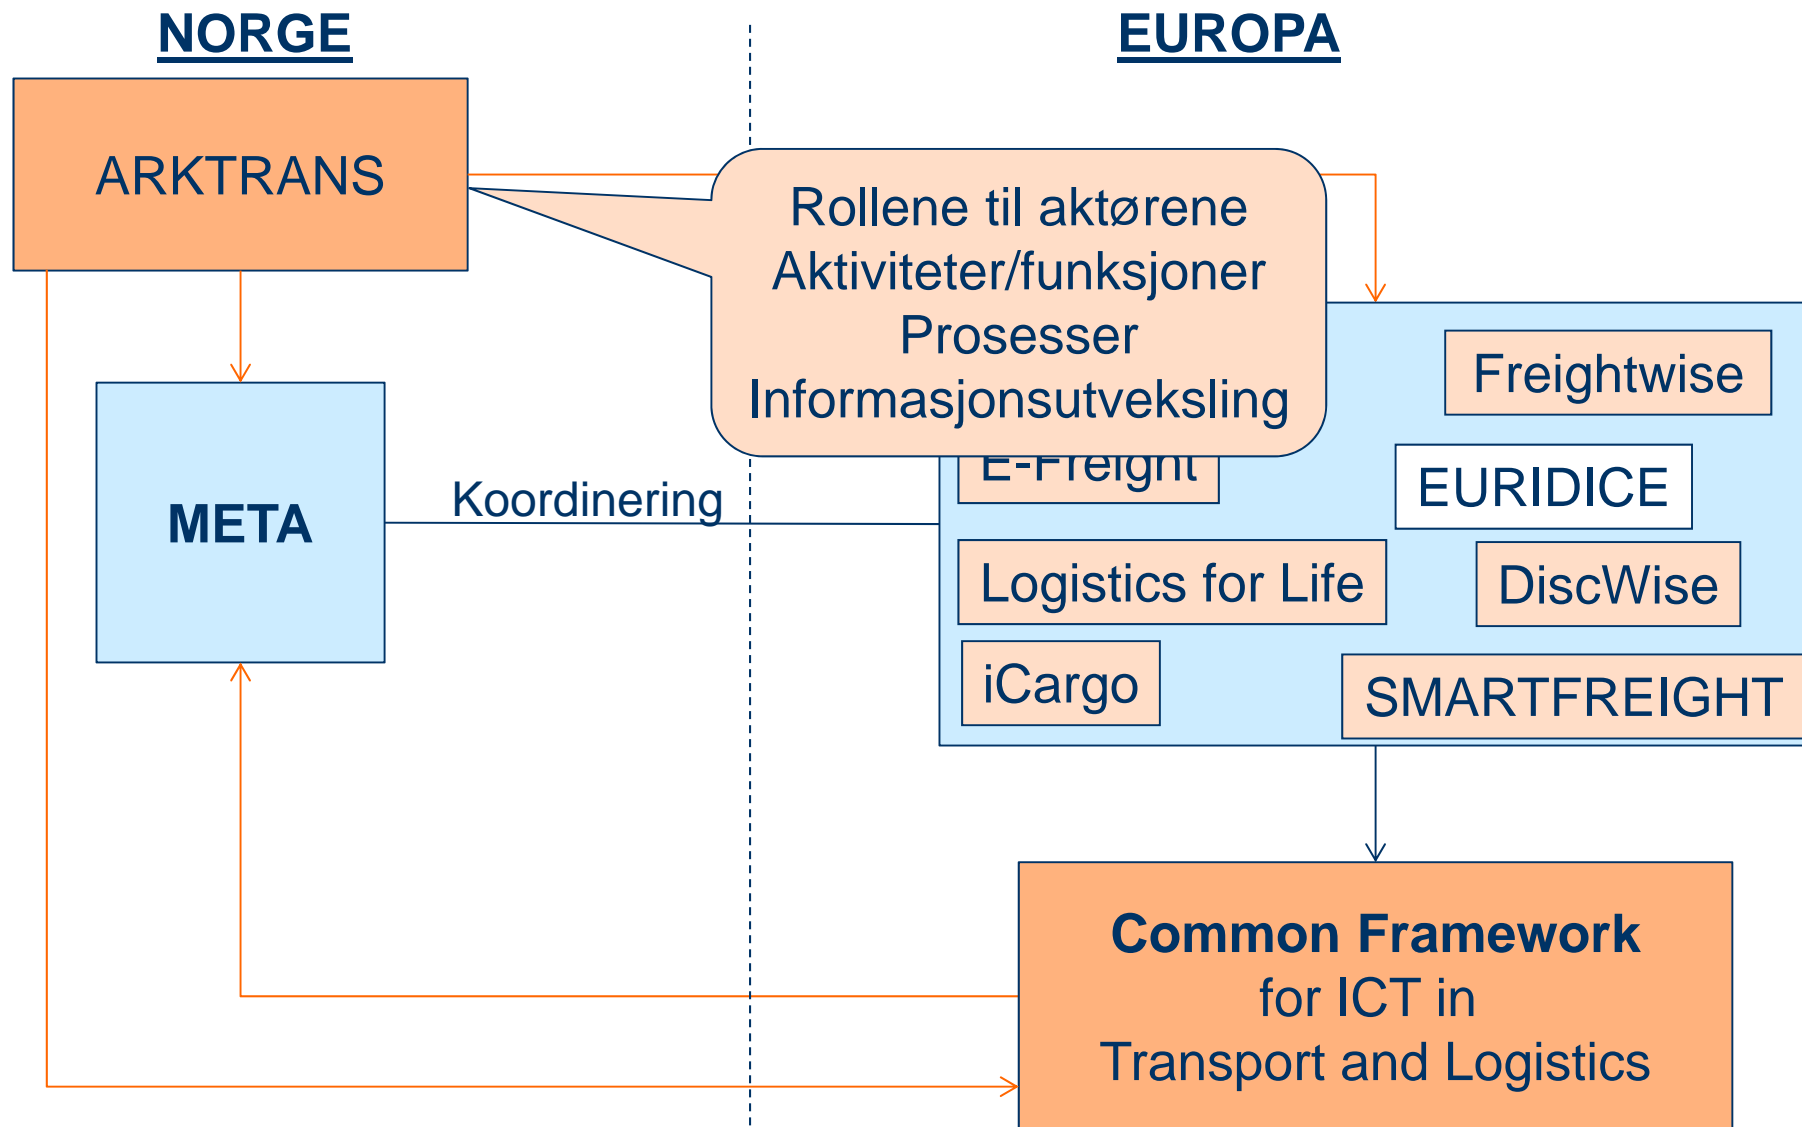 NORGE
EUROPA
ARKTRANS
Rollene til aktørene
Aktiviteter/funksjoner
Prosesser
Informasjonsutveksling
Freightwise
E-Freight
EURIDICE
Koordinering
META
Logistics for Life
DiscWise
iCargo
SMARTFREIGHT
Common Framework
for ICT in
Transport and Logistics